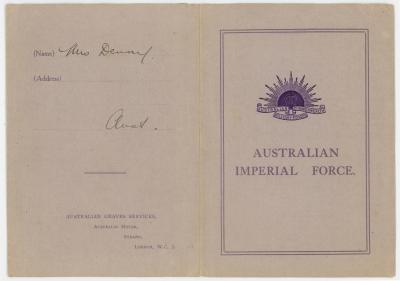 (Name) Mrs Denny.
(Address)
Aust.
AUSTRALIAN GRAVES SERVICES,
AUSTRALIA HOUSE,
STRAND,
LONDON, W.C. 2.
AUSTRALIAN
IMPERIAL FORCE.